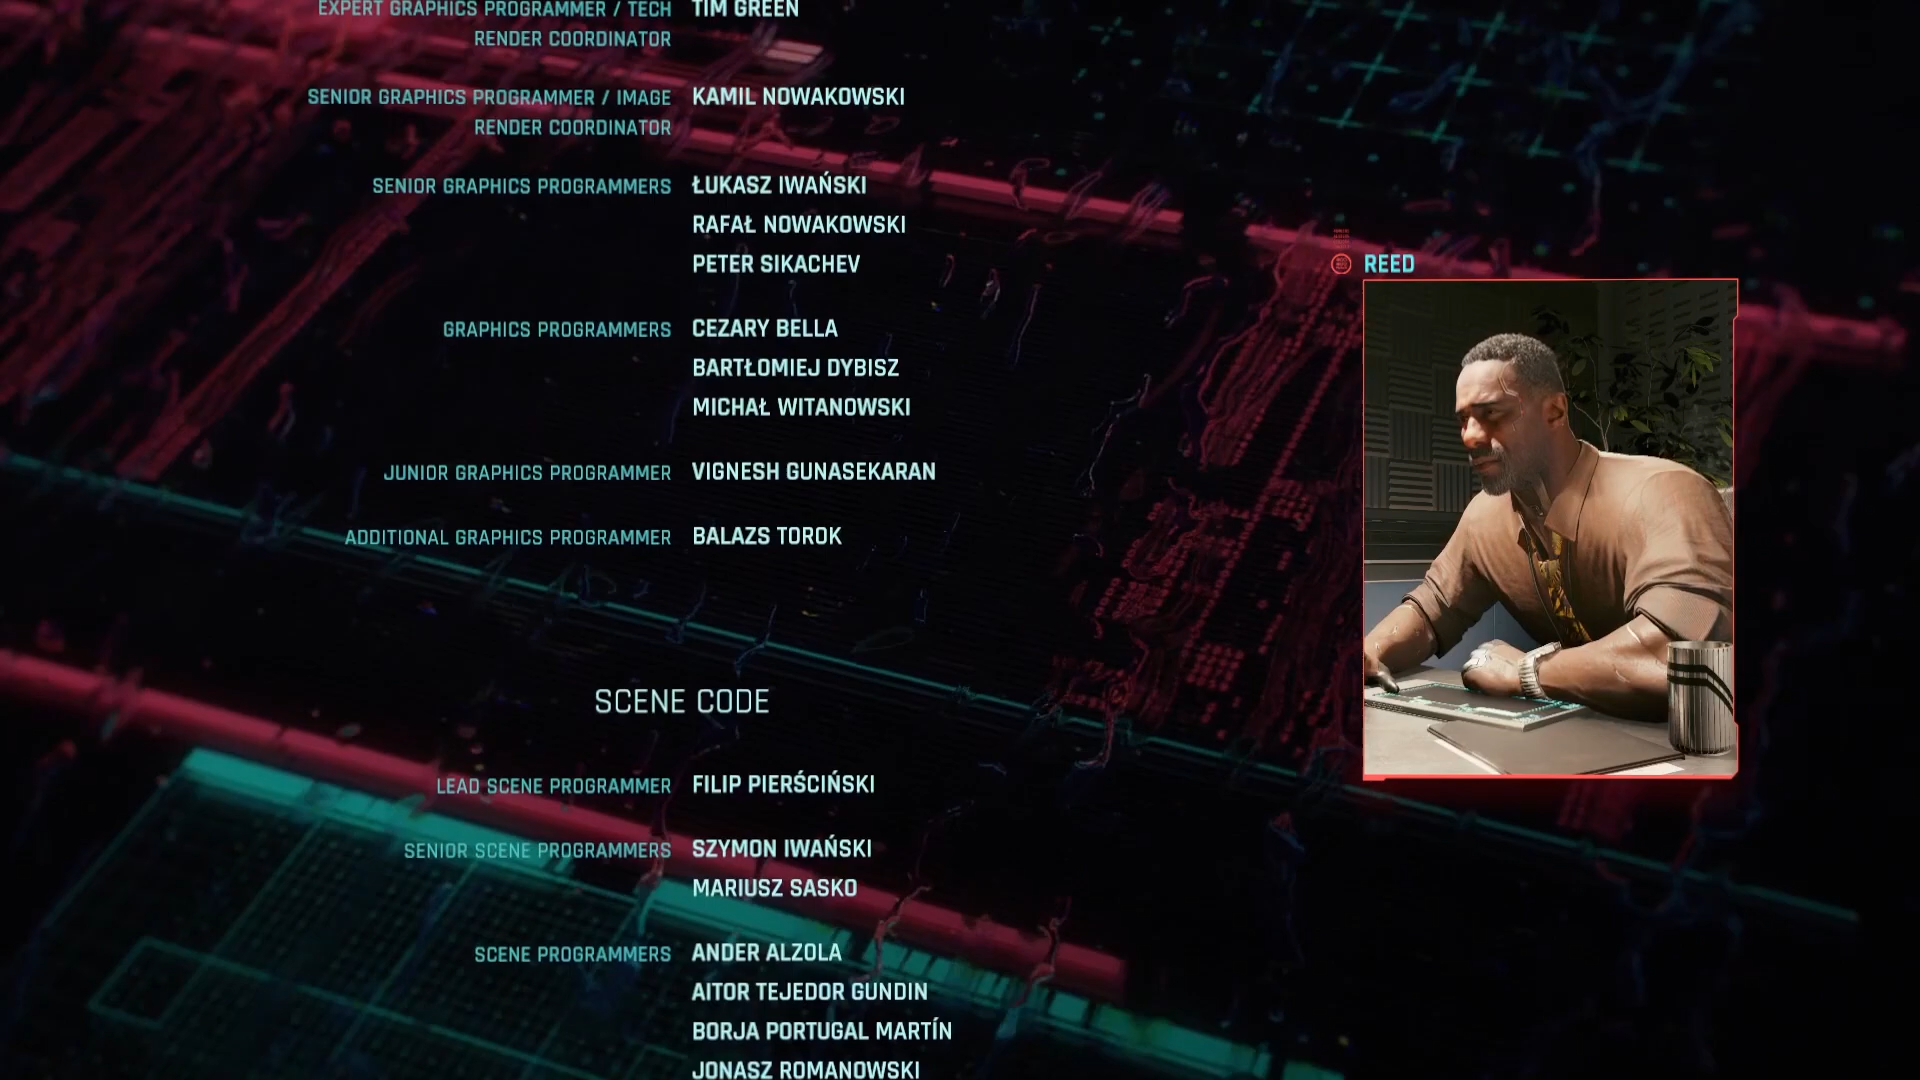 EXPERT GRAPHICS PROGRAMMER / TECH TIM GREEN
RENDER COORDINATOR
SENIOR GRAPHICS PROGRAMMER / IMAGE KAMIL NOWAKOWSKI
RENDER COORDINATOR
SENIOR GRAPHICS PROGRAMMERS ŁUKASZ IWAŃSKI
RAFAŁ NOWAKOWSKI
PETER SIKACHEV
GRAPHICS PROGRAMMERS CEZARY BELLA
BARTŁOMIEJ DYBISZ
MICHAŁ WITANOWSKI
JUNIOR GRAPHICS PROGRAMMER VIGNESH GUNASEKARAN
ADDITIONAL GRAPHICS PROGRAMMER BALAZS TOROK
SCENE CODE
LEAD SCENE PROGRAMMER FILIP PIERŚCIŃSKI
SENIOR SCENE PROGRAMMERS SZYMON IWAŃSKI
MARIUSZ SASKO
SCENE PROGRAMMERS ANDER ALZOLA
AITOR TEJEDOR GUNDIN
BORJA PORTUGAL MARTÍN
JONASZ ROMANOWSKI
REED